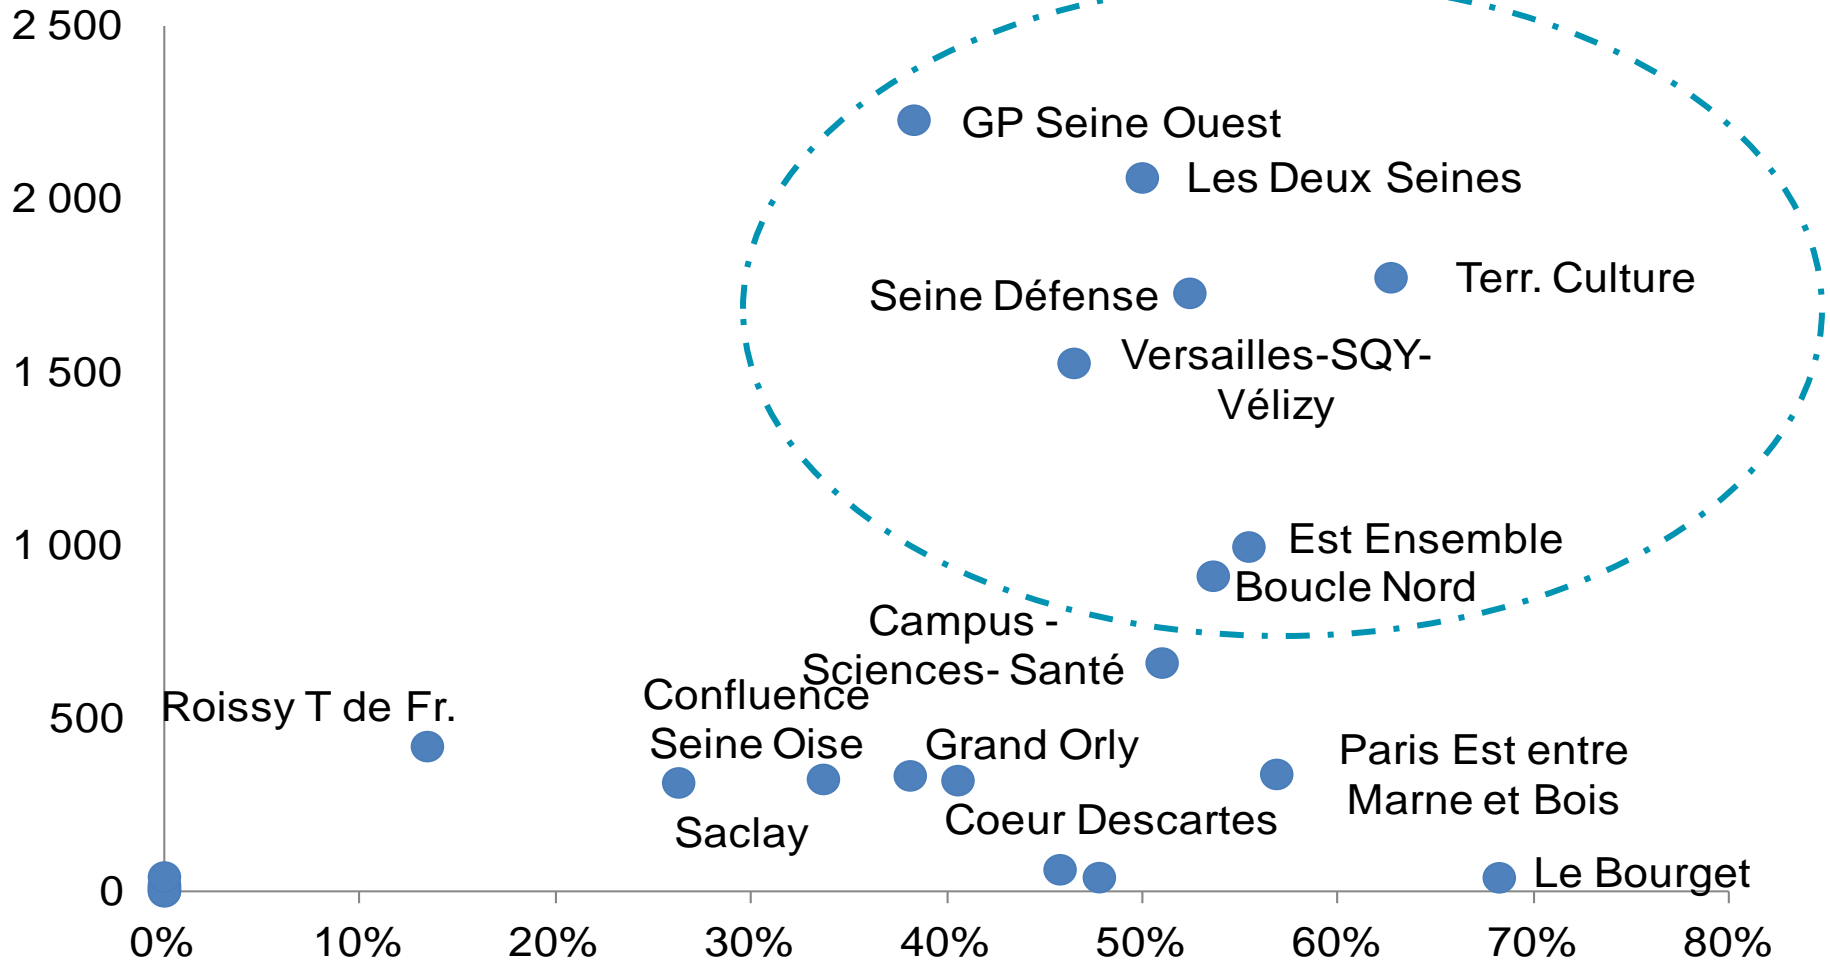 2 500
GP Seine Ouest
Les Deux Seines
2 000
Terr. Culture
Seine Défense
1 500
Versailles-SQY-
Vélizy
1 000
Est Ensemble
Boucle Nord
Campus -
Sciences- Santé
500
Roissy T de Fr.
Confluence
Seine Oise
Grand Orly
Paris Est entre
Marne et Bois
Saclay
Coeur Descartes
Le Bourget
0
0%
10%
20%
30%
40%
50%
60%
70%
80%